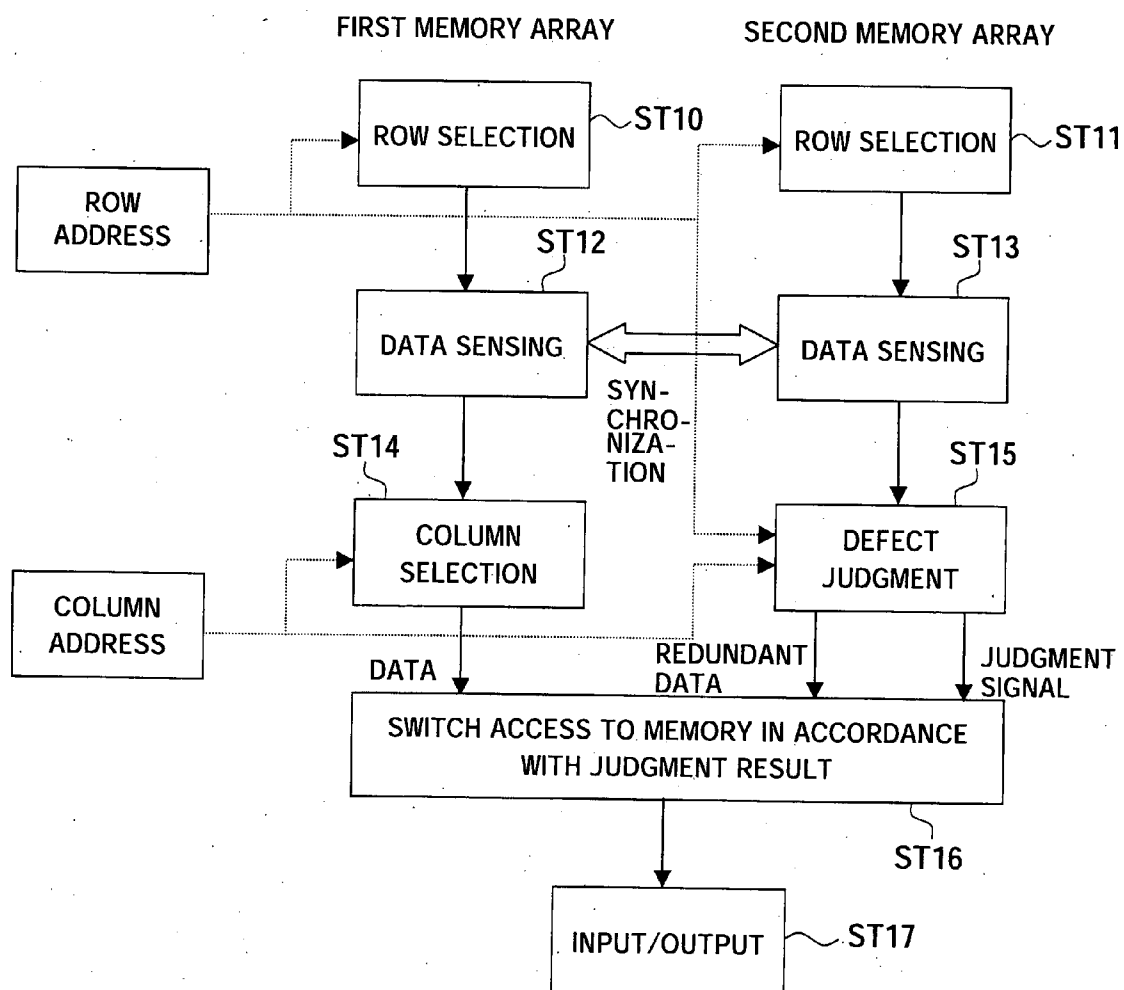 FIRST MEMORY ARRAY
SECOND MEMORY ARRAY
ROW SELECTION
ST10
ROW SELECTION
ST11
ROW
ADDRESS
ST12
ST13
DATA SENSING
DATA SENSING
SYN-
CHRO-
NIZA-
TION
ST14
ST15
COLUMN
SELECTION
DEFECT
JUDGMENT
COLUMN
ADDRESS
DATA
REDUNDANT
DATA
JUDGMENT
SIGNAL
SWITCH ACCESS TO MEMORY IN ACCORDANCE
WITH JUDGMENT RESULT
ST16
INPUT/OUTPUT
ST17